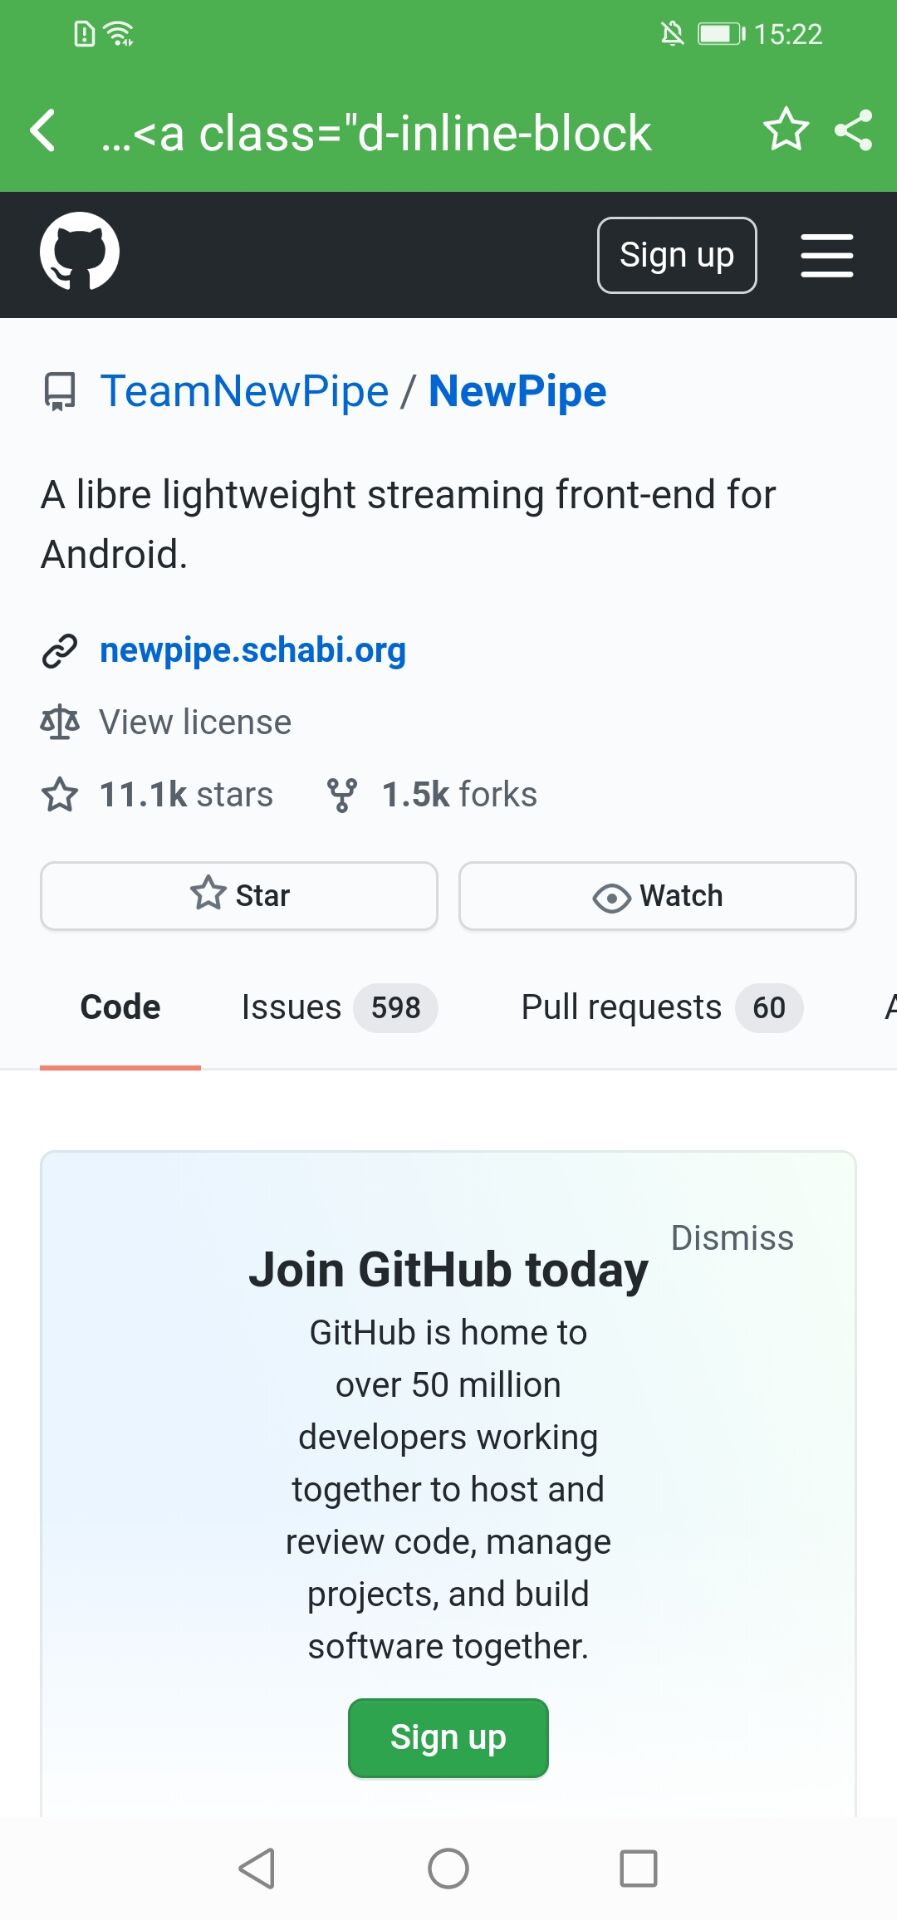 15:22
...<a class="d-inline-block
Sign up
TeamNewPipe / NewPipe
A libre lightweight streaming front-end for
Android.
newpipe.schabi.org
View license
11.1k stars 1.5k forks
Star Watch
Code Issues 598 Pull requests 60
Dismiss
Join GitHub today
GitHub is home to
over 50 million
developers working
together to host and
review code, manage
projects, and build
software together.
Sign up